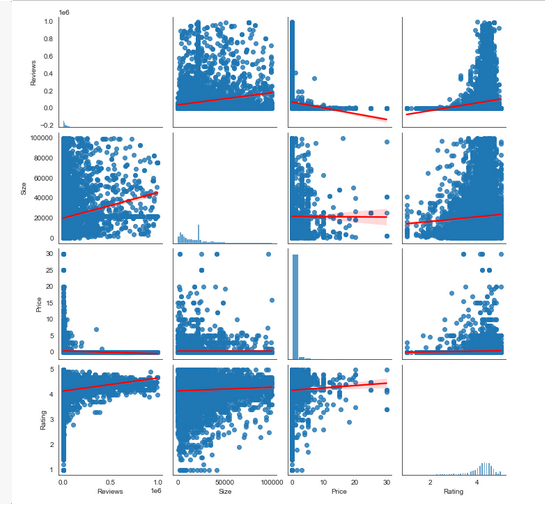 1e6
1.0
0.8
0.6
0.4
0.2
0.0
−0.2
Reviews
100000
80000
60000
40000
20000
0
Size
30
25
20
15
10
5
0
Price
5
4
3
2
1
Rating
0.0 0.5 1.0
1e6
Reviews
0 50000 100000
Size
0 10 20 30
Price
2 4
Rating